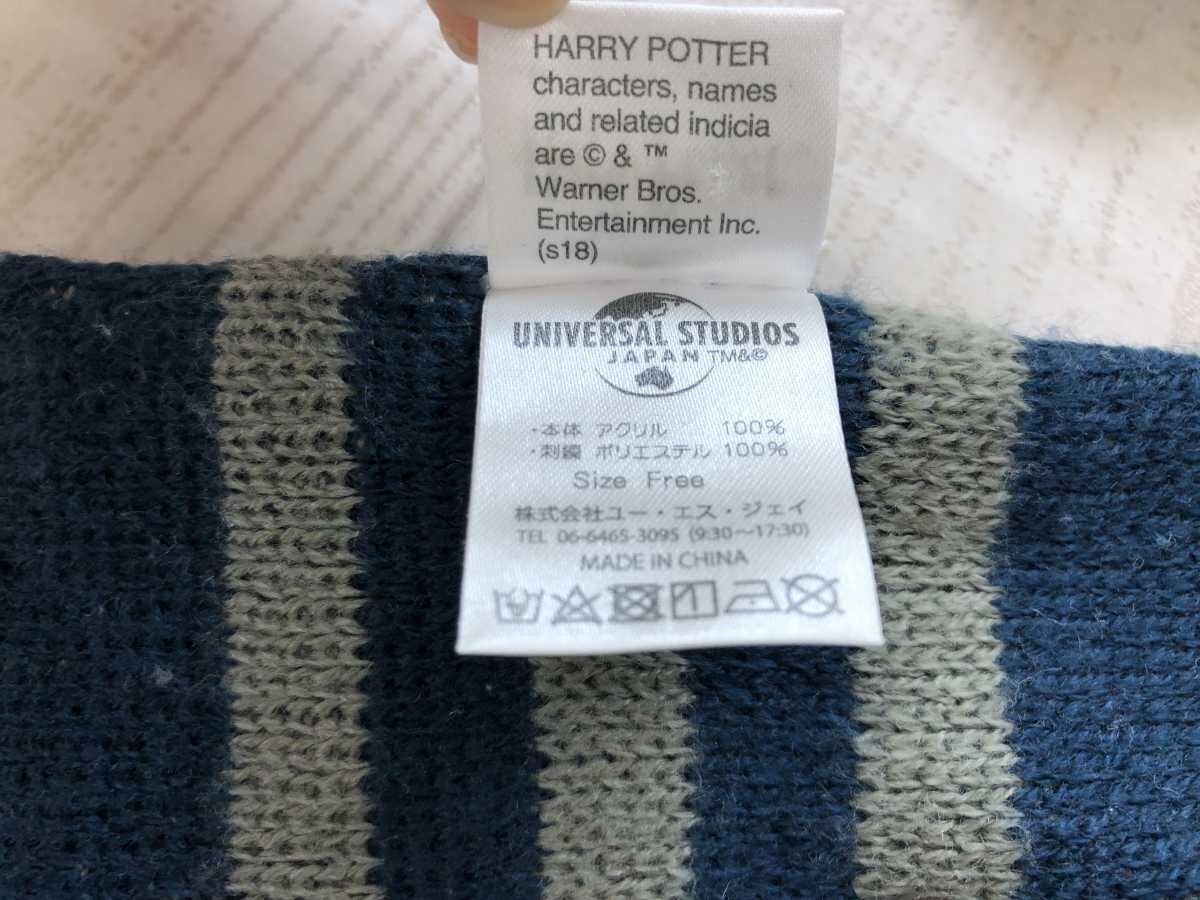 HARRY POTTER
characters, names
and related indicia
are © & ™
Warner Bros.
Entertainment Inc.
(s18)
UNIVERSAL STUDIOS
JAPAN TM&©
・本体 アクリル 100%
・刺繍 ポリエステル 100%
Size Free
株式会社ユー・エス・ジェイ
TEL 06-6465-3095 (9:30〜17:30)
MADE IN CHINA